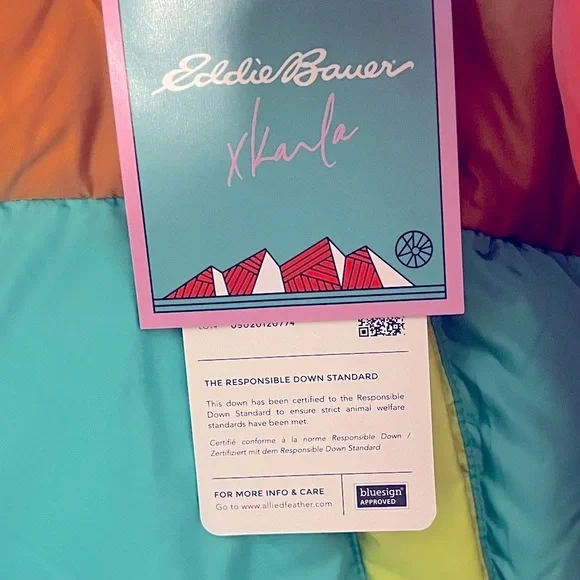 Eddie Bauer
x Karla
LOT# 05020120774
THE RESPONSIBLE DOWN STANDARD
This down has been certified to the Responsible
Down Standard to ensure strict animal welfare
standards have been met.
Certifié conforme à la norme Responsible Down /
Zertifiziert mit dem Responsible Down Standard
FOR MORE INFO & CARE
Go to www.alliedfeather.com
bluesign®
APPROVED